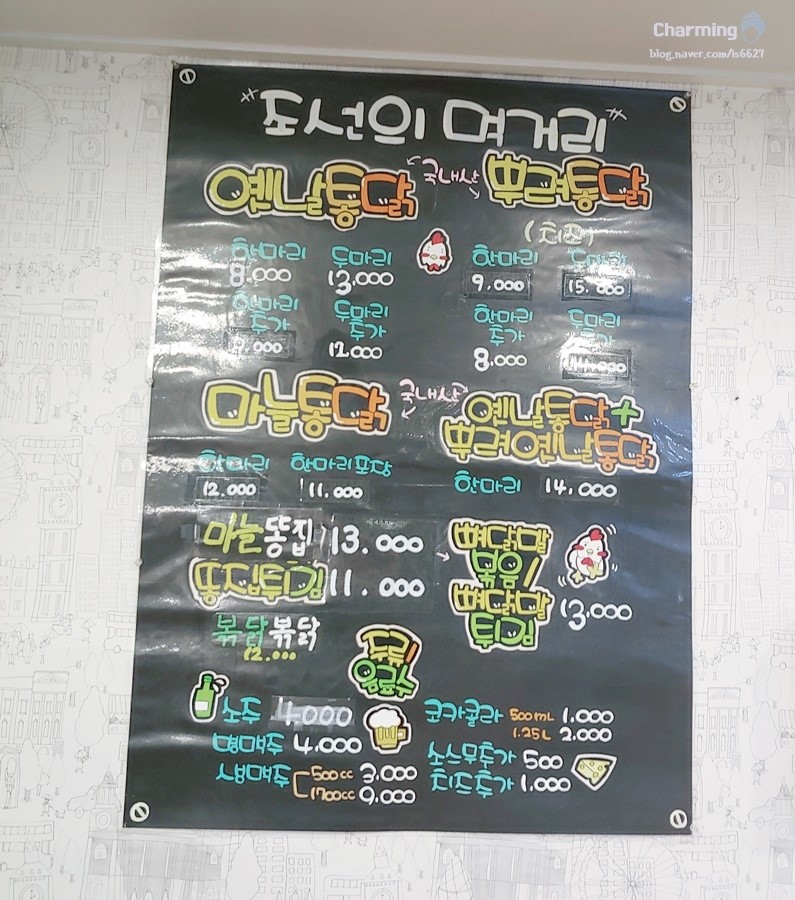 Charming
blog.naver.com/is6627
"조선의 먹거리"
옛날통닭 국내산 뿌려통닭
(치즈)
한마리 두마리 한마리 두마리
8.000 13,000 9.000 15.000
한마리 두마리 한마리 두마리
추가 추가 추가 추가
12.000 8.000
마늘통닭 국내산 옛날통닭+
뿌려옛날통닭
한마리 한마리포장 한마리 14,000
12.000 11.000
마늘똥집 13.000 뼈닭발
볶음/
똥집튀김 11.000 뼈닭발
튀김 13,000
볶닭볶닭
12.000
주류/
음료수
소주 4.000 코카콜라 500mL 1.000
1.25L 2.000
병맥주 4.000 소스무추가 500
생맥주 500cc 3.000 치즈추가 1.000
1700cc 9.000